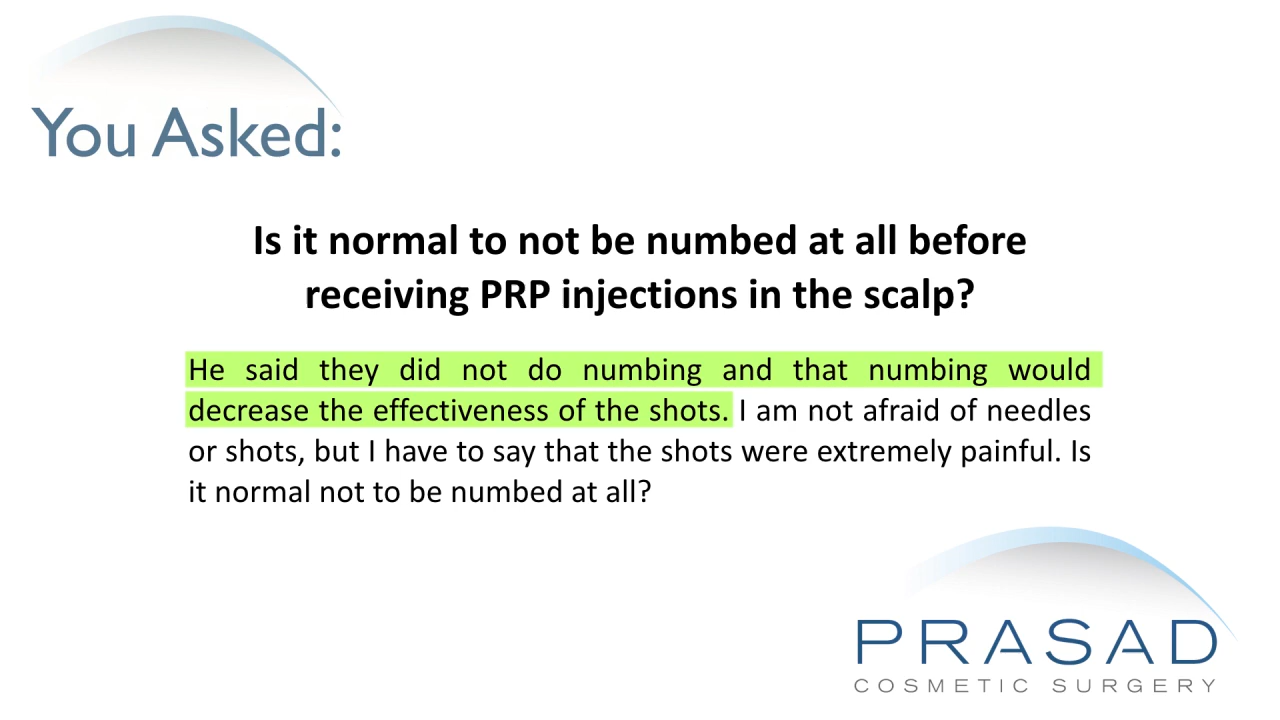 You Asked:
Is it normal to not be numbed at all before
receiving PRP injections in the scalp?
He said they did not do numbing and that numbing would
decrease the effectiveness of the shots. I am not afraid of needles
or shots, but I have to say that the shots were extremely painful. Is
it normal not to be numbed at all?
PRASAD
COSMETIC SURGERY